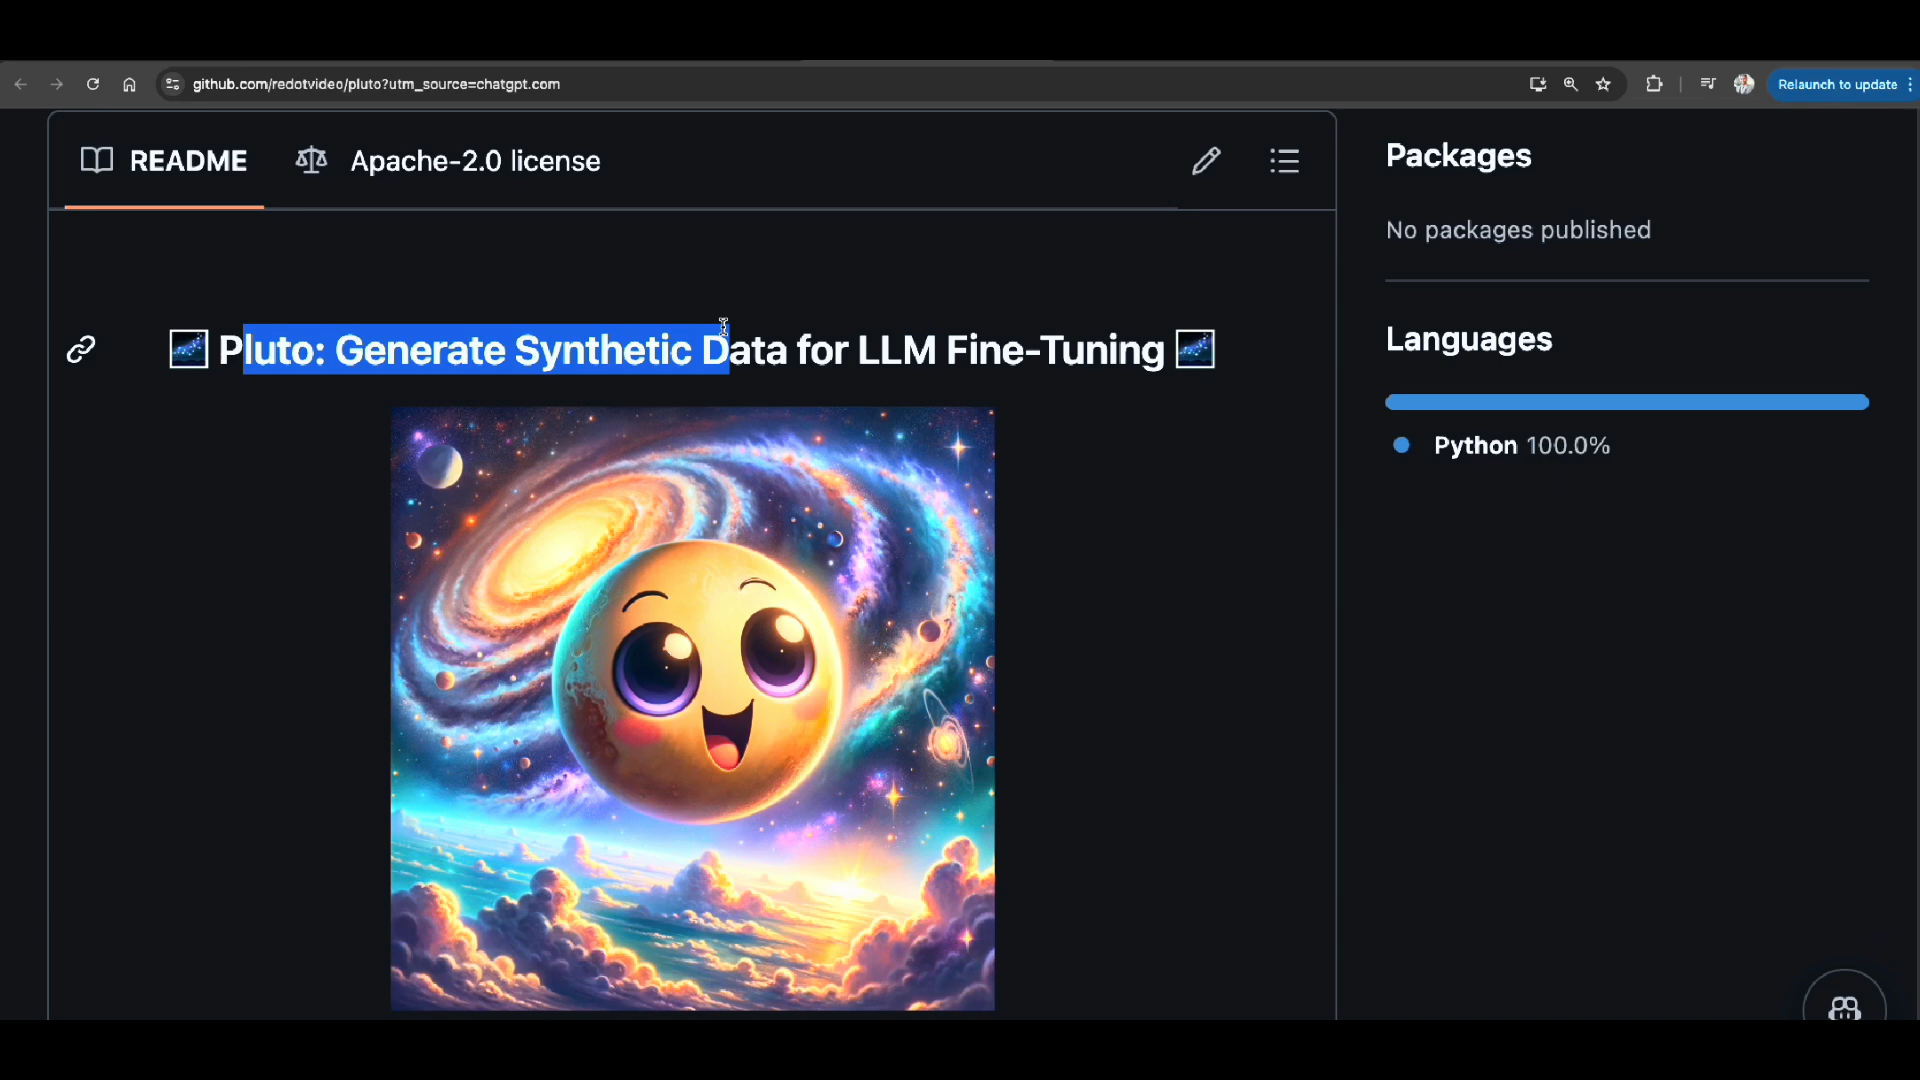 github.com/redotvideo/pluto?utm_source=chatgpt.com
Relaunch to update
README
Apache-2.0 license
Pluto: Generate Synthetic Data for LLM Fine-Tuning
Packages
No packages published
Languages
Python 100.0%